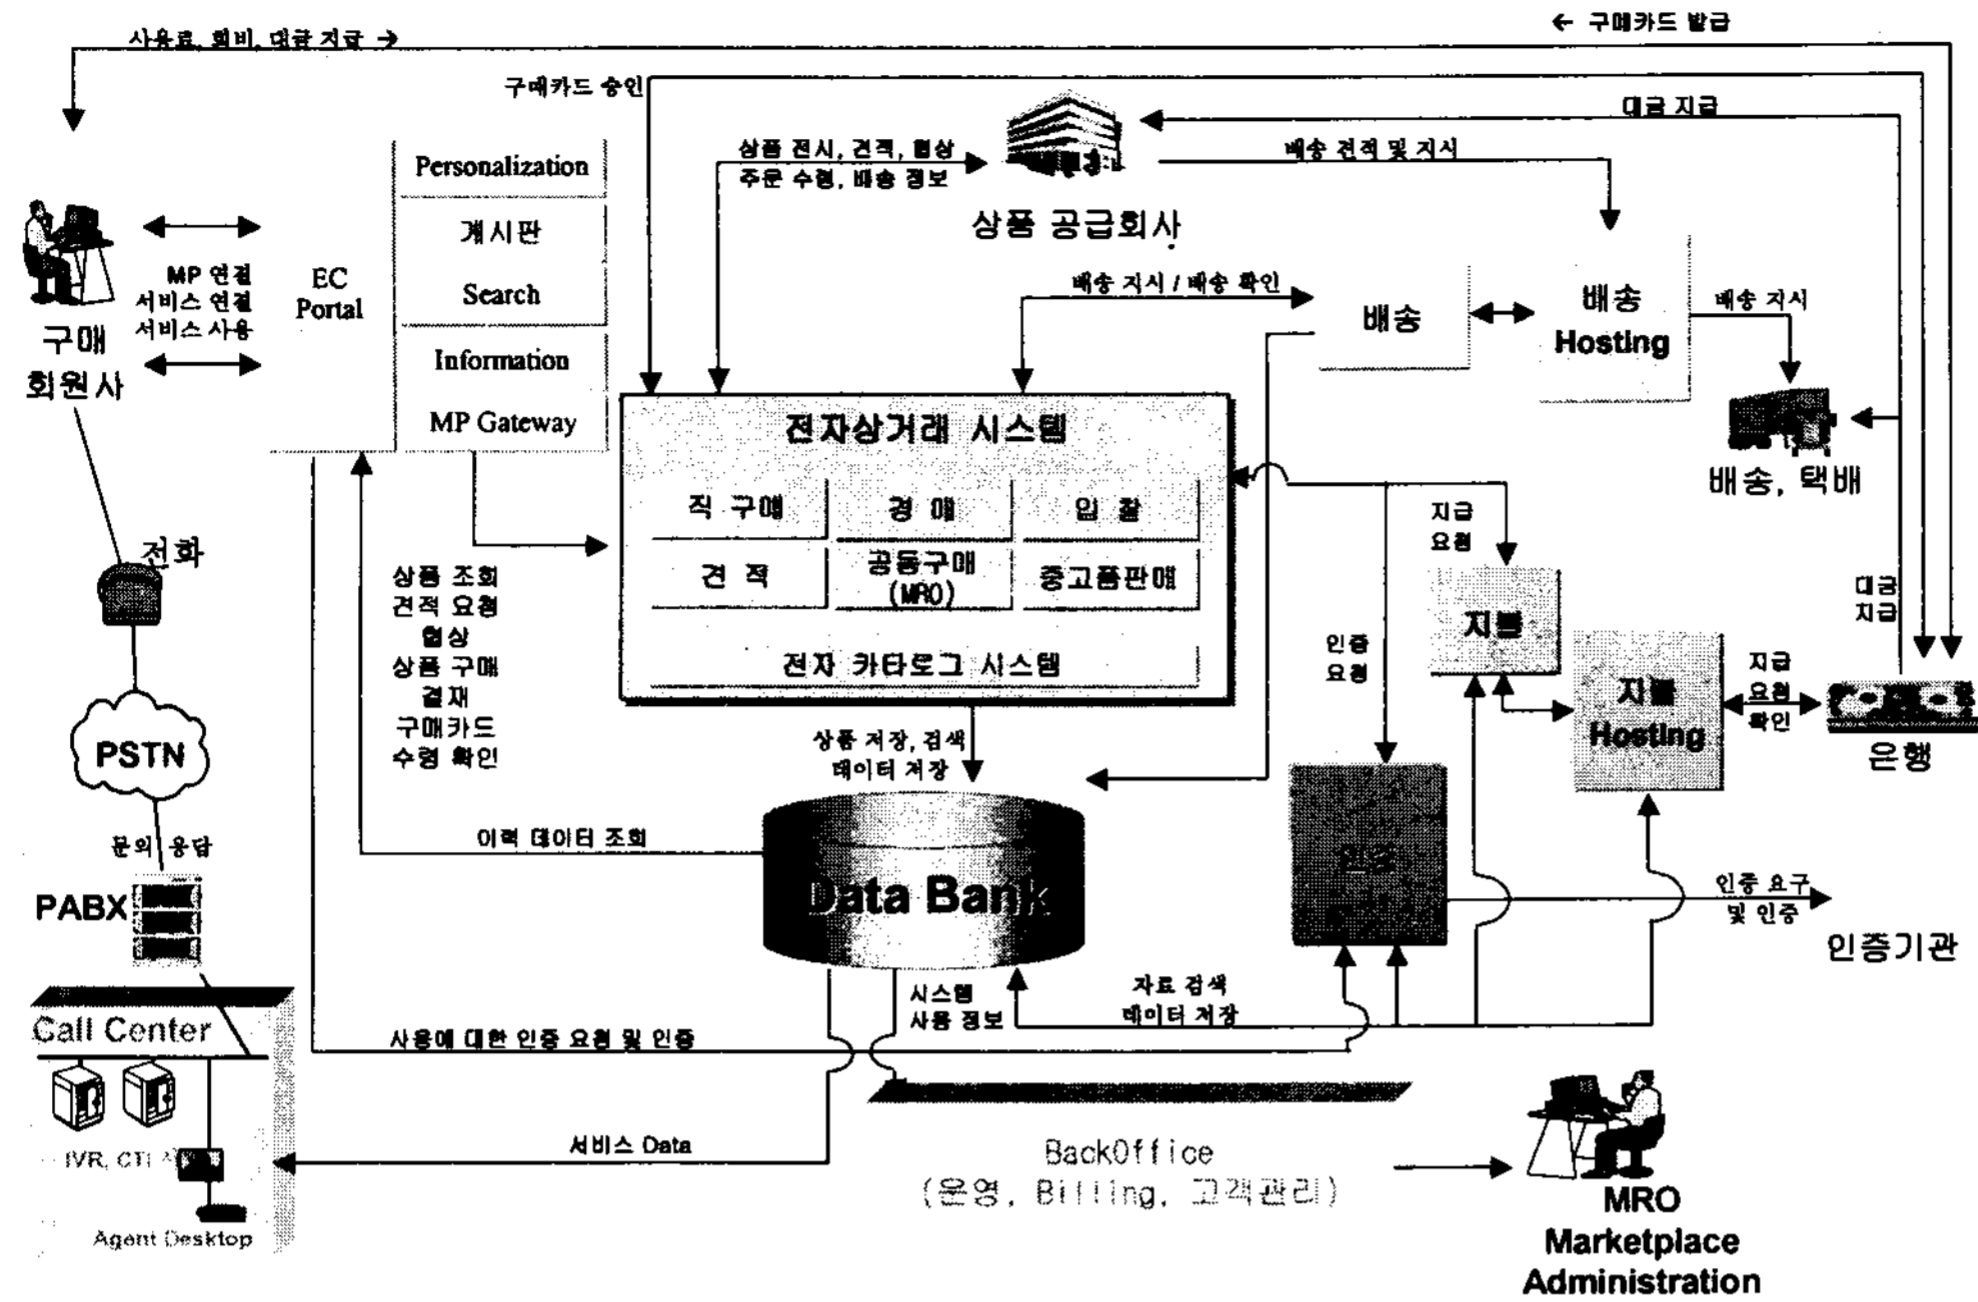 사용료, 회비, 대금 지급 →
← 구매카드 발급
구매카드 승인
대금 지급
상품 전시, 견적, 협상
주문 수령, 배송 정보
배송 견적 및 지시
상품 공급회사
Personalization
게시판
Search
Information
MP Gateway
EC
Portal
MP 연결
서비스 연결
서비스 사용
구매
회원사
배송 지시 / 배송 확인
배송
배송
Hosting
배송 지시
배송, 택배
전자상거래 시스템
직 구매
경 매
입 찰
견 적
공동구매
(MRO)
중고품판매
전자 카타로그 시스템
지급
요청
지불
인증
요청
지불
Hosting
지급
요청
확인
대금
지급
은행
전화
PSTN
문의 응답
PABX
상품 조회
견적 요청
협상
상품 구매
결재
구매카드
수령 확인
상품 저장, 검색
데이터 저장
이력 데이터 조회
Data Bank
인증
인증 요구
및 인증
인증기관
시스템
사용 정보
자료 검색
데이터 저장
사용에 대한 인증 요청 및 인증
Call Center
IVR, CTI
Agent Desktop
서비스 Data
BackOffice
(운영, Billing, 고객관리)
MRO
Marketplace
Administration